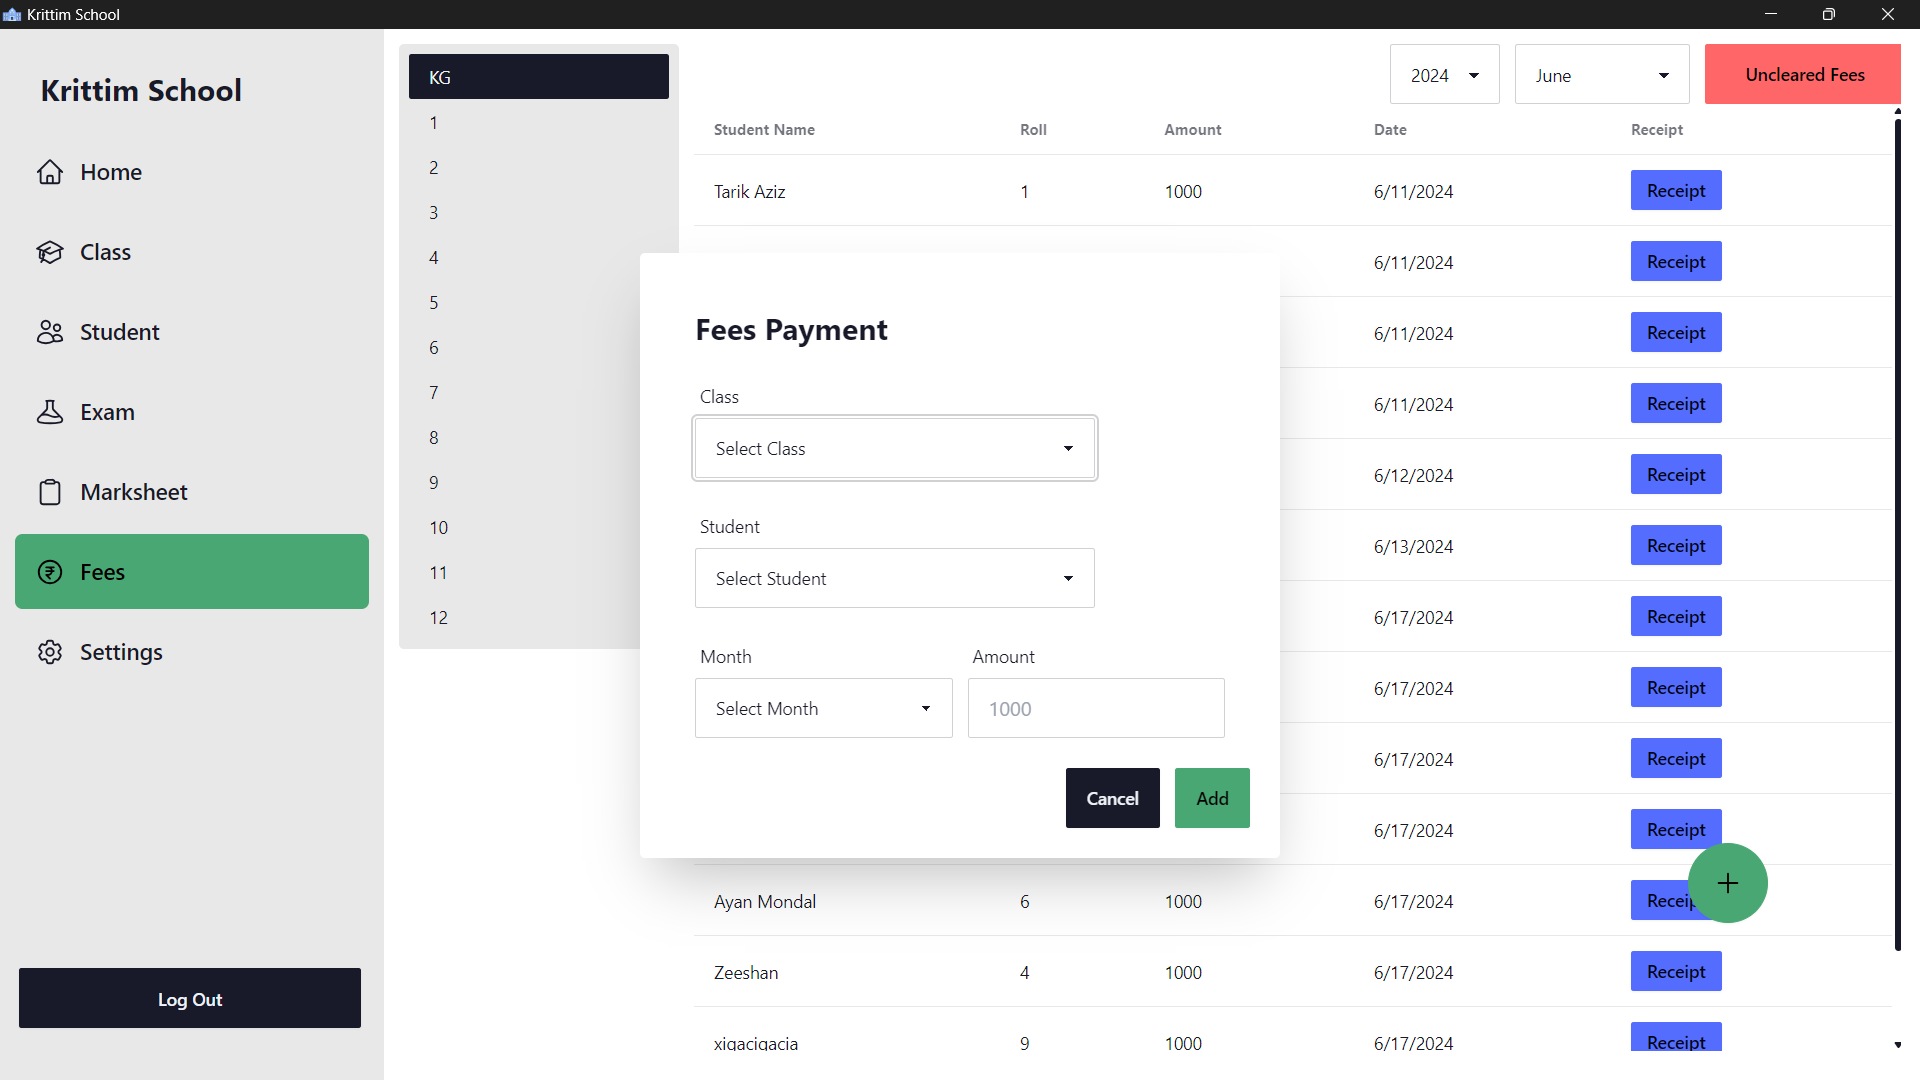 Krittim School
Krittim School
Home
Class
Student
Exam
Marksheet
Fees
Settings
Log Out
KG
1
2
3
4
5
6
7
8
9
10
11
12
2024
June
Uncleared Fees
Student Name Roll Amount Date Receipt
Tarik Aziz 1 1000 6/11/2024 Receipt
6/11/2024 Receipt
6/11/2024 Receipt
6/11/2024 Receipt
6/12/2024 Receipt
6/13/2024 Receipt
6/17/2024 Receipt
6/17/2024 Receipt
6/17/2024 Receipt
6/17/2024 Receipt
Ayan Mondal 6 1000 6/17/2024 Receip
Zeeshan 4 1000 6/17/2024 Receipt
xigacigacia 9 1000 6/17/2024 Receipt
Fees Payment
Class
Select Class
Student
Select Student
Month Amount
Select Month 1000
Cancel Add
+